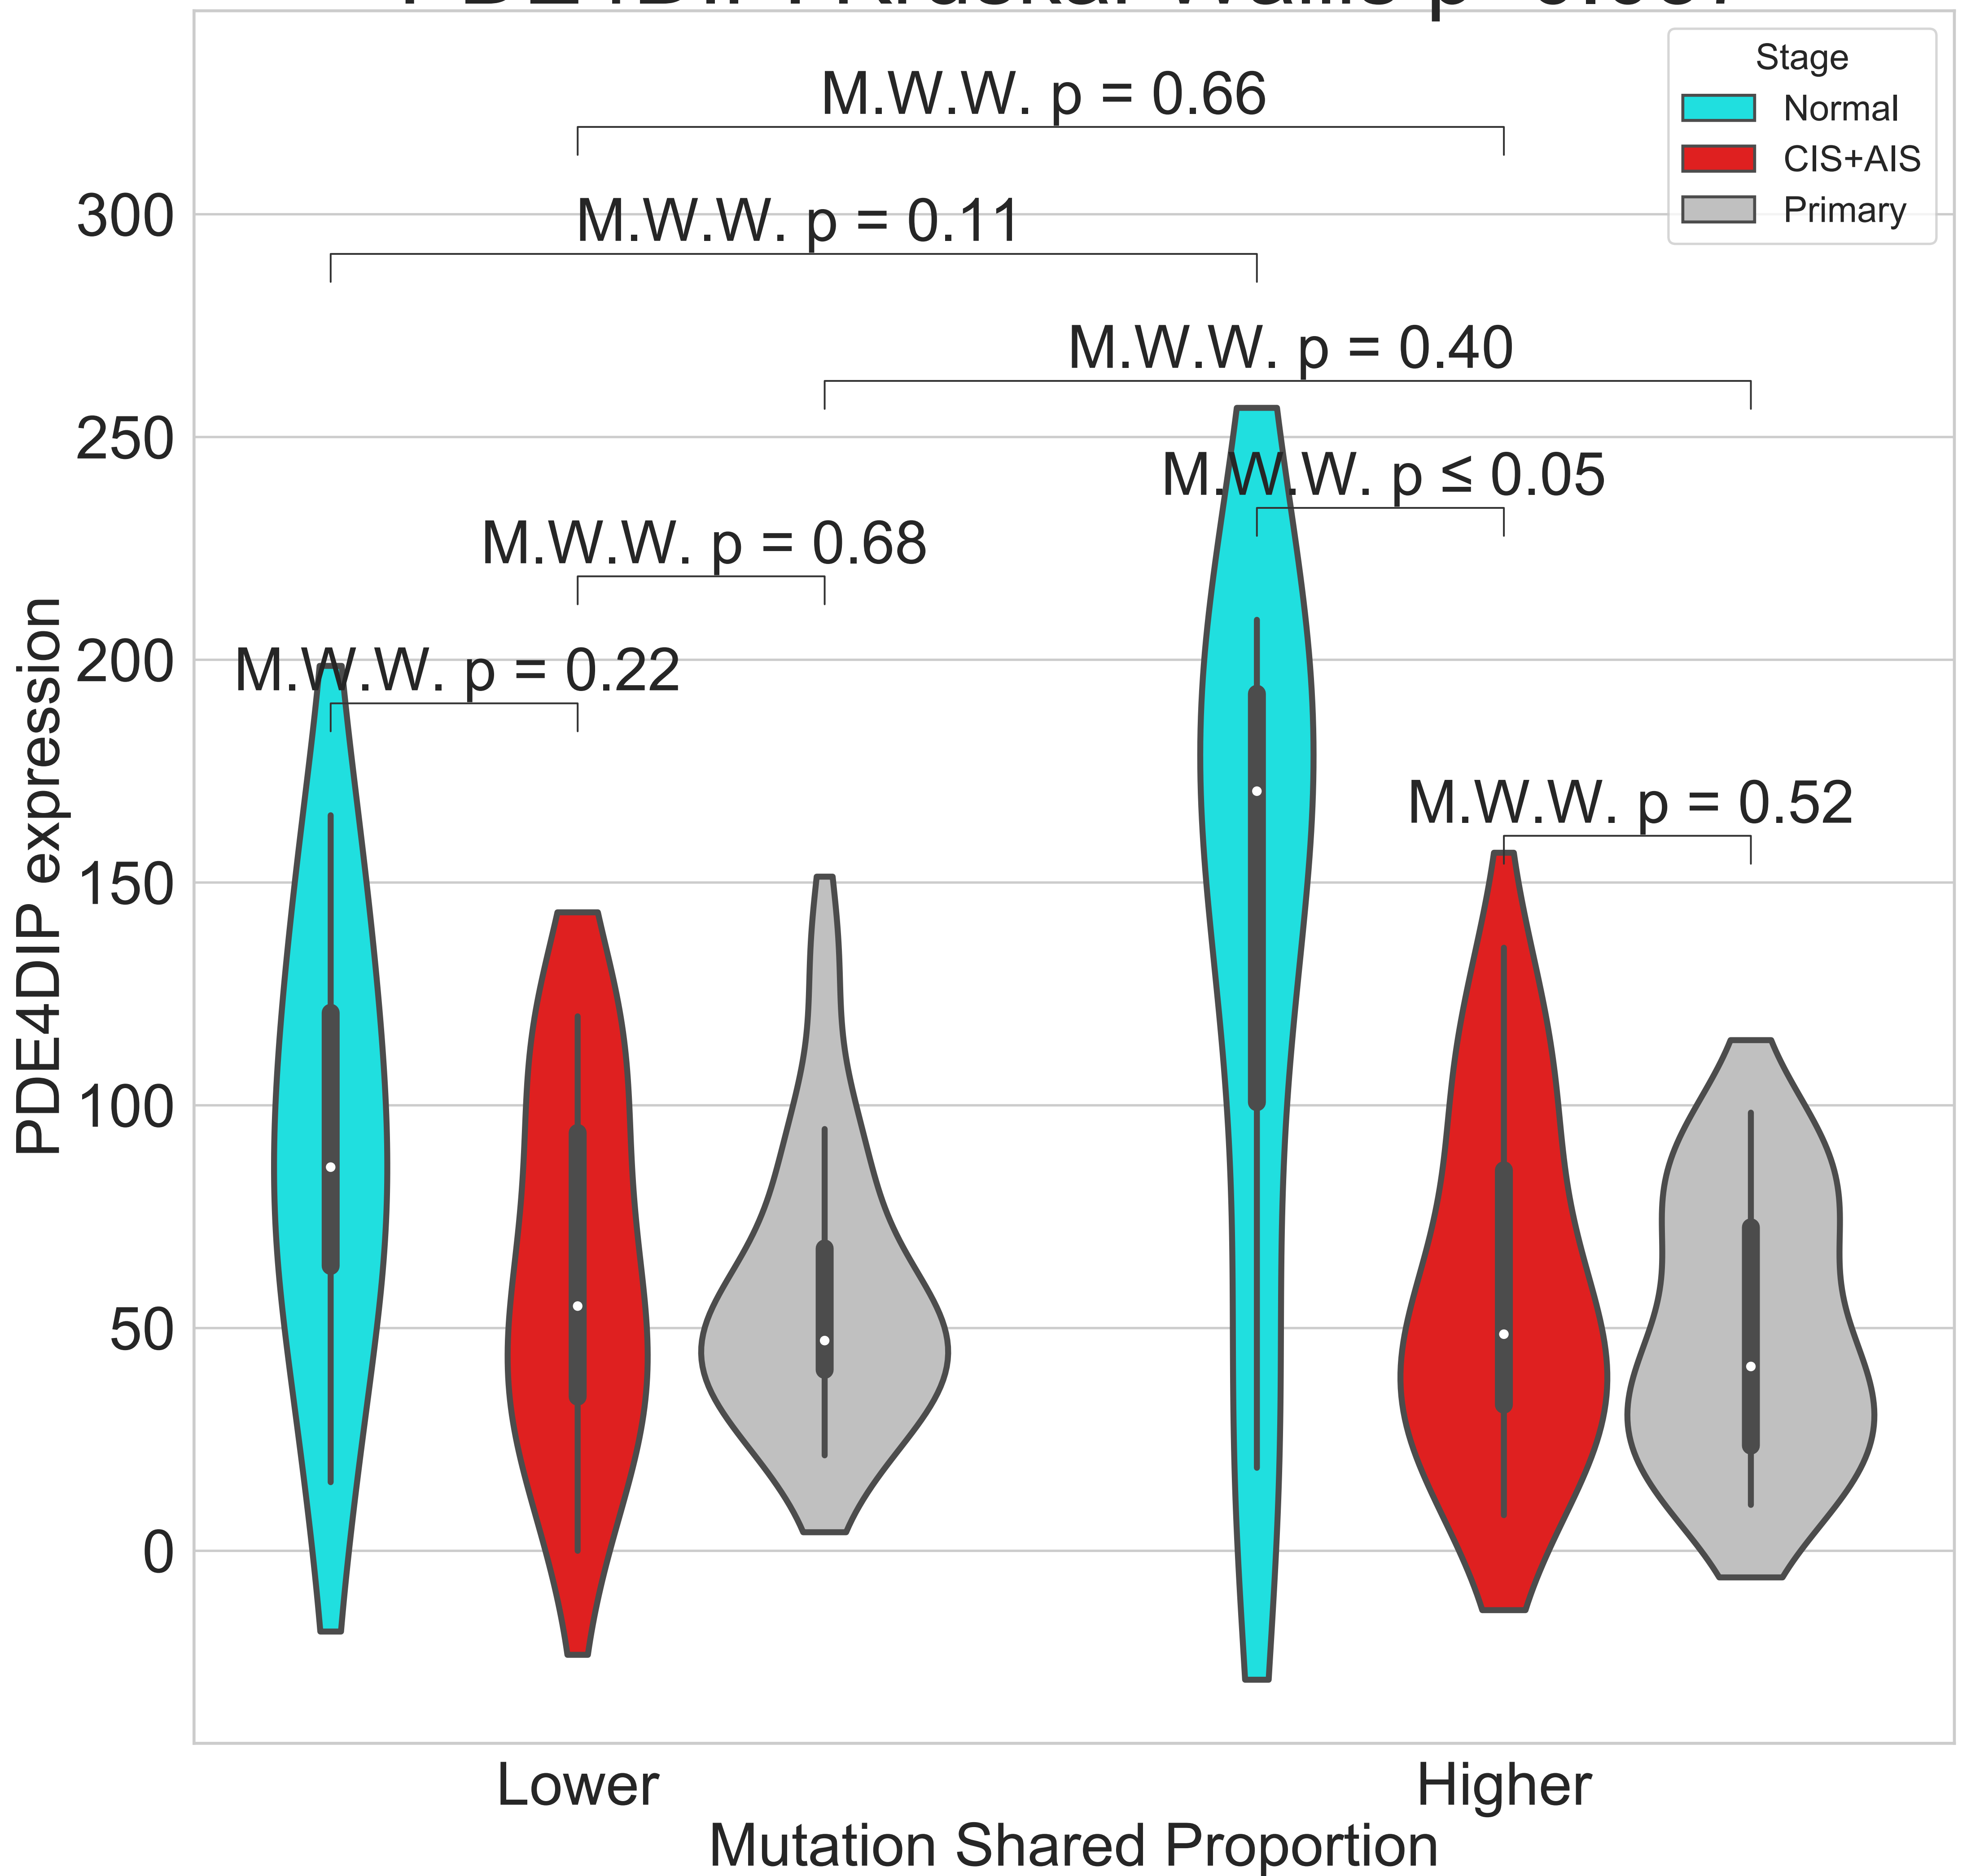 Stage
Normal
CIS+AIS
Primary
M.W.W. p = 0.66
M.W.W. p = 0.11
M.W.W. p = 0.40
M.W.W. p ≤ 0.05
M.W.W. p = 0.68
M.W.W. p = 0.22
M.W.W. p = 0.52
300
250
200
150
100
50
0
PDE4DIP expression
Lower
Higher
Mutation Shared Proportion